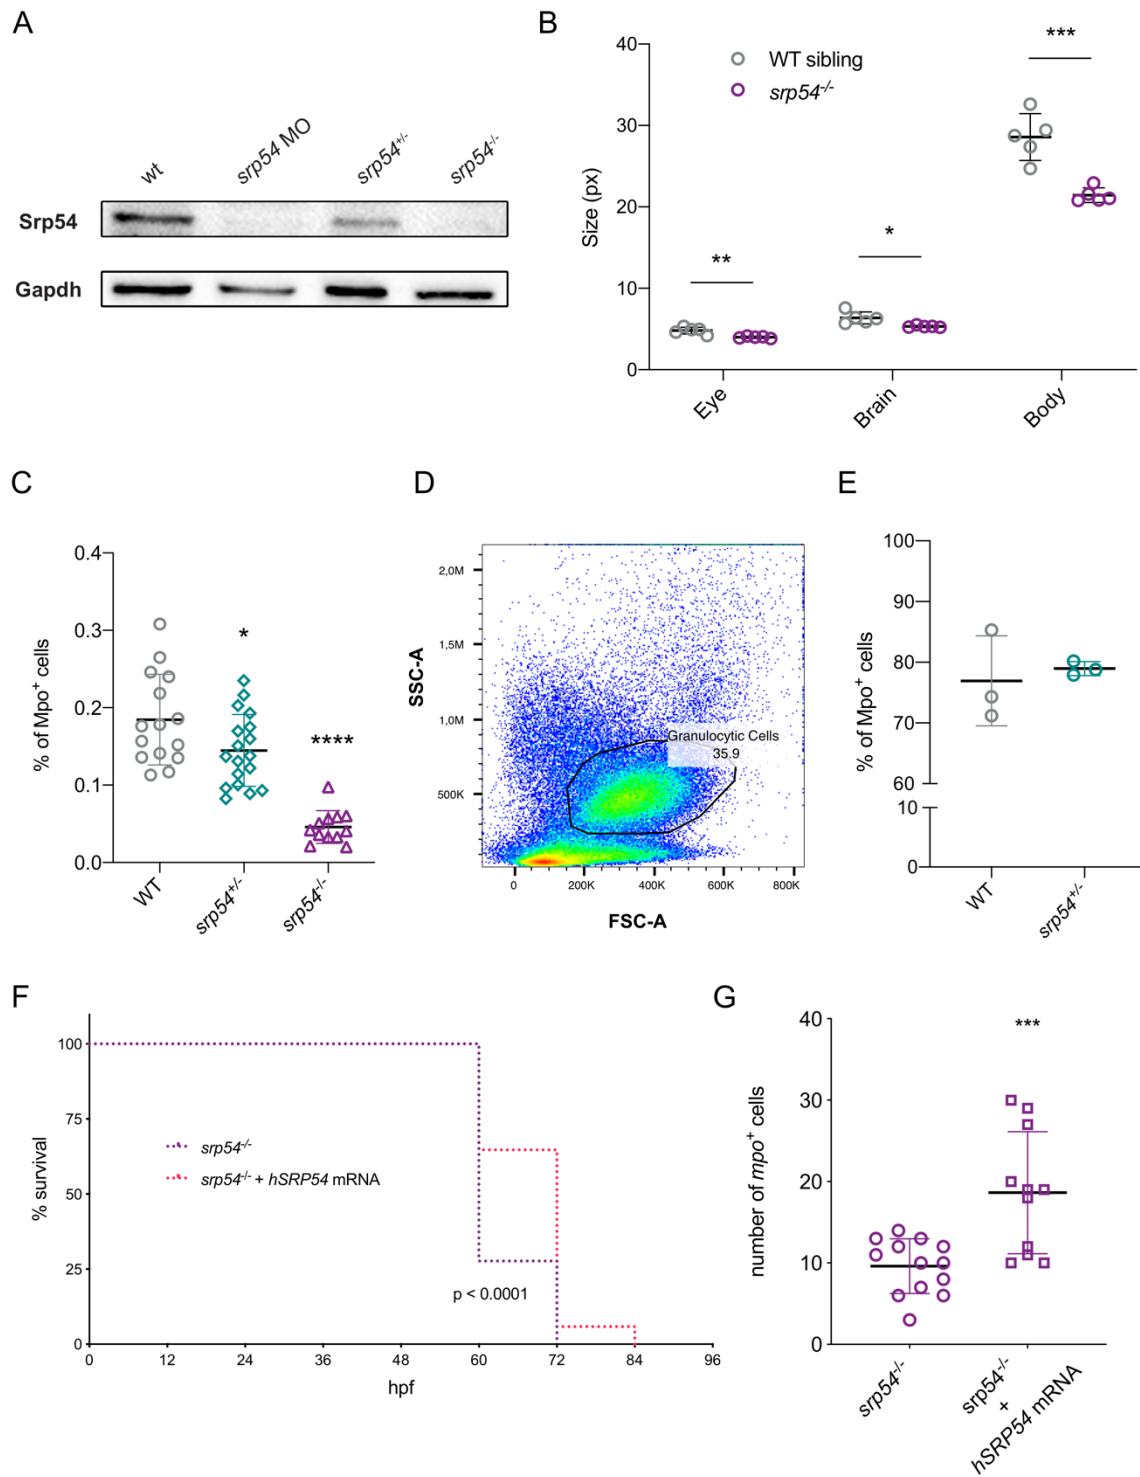 A
wt
srp54 MO
srp54+/-
srp54-/-
Srp54
Gapdh
B
WT sibling
srp54-/-
***
**
*
Size (px)
40
30
20
10
0
Eye
Brain
Body
C
% of Mpo+ cells
0.4
0.3
0.2
0.1
0.0
*
****
WT
srp54+/-
srp54-/-
D
SSC-A
2,0M
1,5M
1,0M
500K
Granulocytic Cells
35.9
0
200K
400K
600K
800K
FSC-A
E
% of Mpo+ cells
100
90
80
70
60
10
0
WT
srp54+/-
F
% survival
100
75
50
25
0
srp54-/-
srp54-/- + hSRP54 mRNA
p < 0.0001
0
12
24
36
48
60
72
84
96
hpf
G
number of mpo+ cells
40
30
20
10
0
***
srp54-/-
srp54-/-
+
hSRP54 mRNA